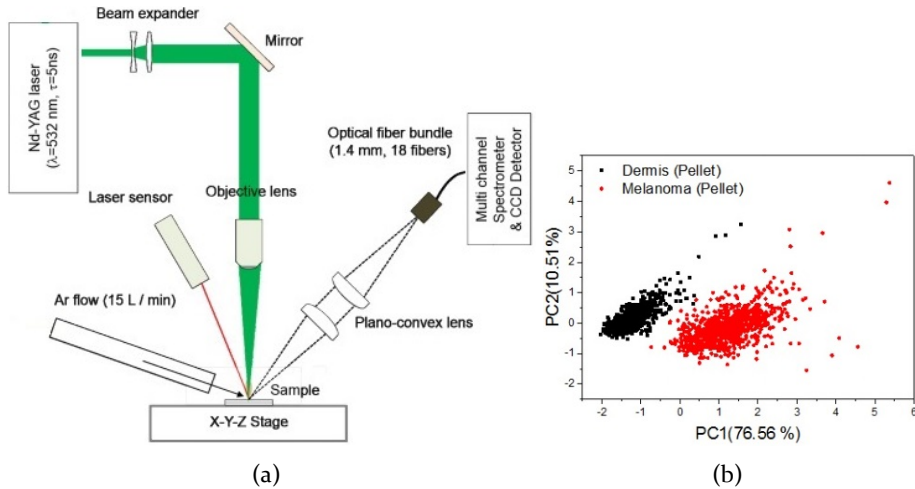 Beam expander
Mirror
Nd-YAG laser
(λ=532 nm, τ=5ns)
Optical fiber bundle
(1.4 mm, 18 fibers)
Multi channel
Spectrometer
& CCD Detector
Laser sensor
Objective lens
Ar flow (15 L / min)
Plano-convex lens
Sample
X-Y-Z Stage
(a)
Dermis (Pellet)
Melanoma (Pellet)
PC2(10.51%)
5
4
3
2
1
0
-1
-2
-2 -1 0 1 2 3 4 5 6
PC1(76.56 %)
(b)